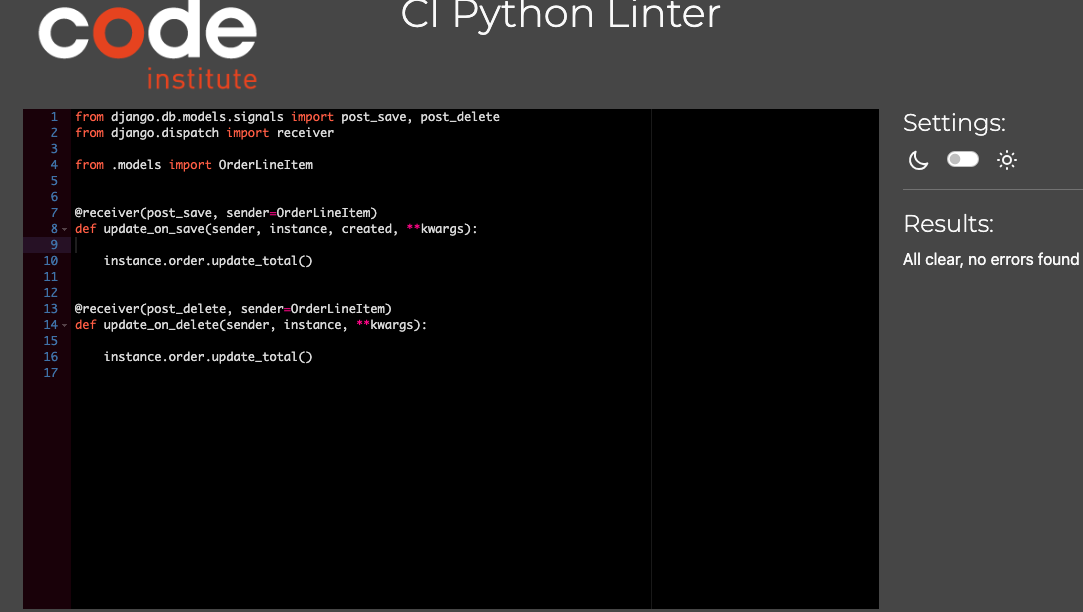 code
institute
CI Python Linter
1 from django.db.models.signals import post_save, post_delete
2 from django.dispatch import receiver
3
4 from .models import OrderLineItem
5
6
7 @receiver(post_save, sender=OrderLineItem)
8 def update_on_save(sender, instance, created, **kwargs):
9
10     instance.order.update_total()
11
12
13 @receiver(post_delete, sender=OrderLineItem)
14 def update_on_delete(sender, instance, **kwargs):
15
16     instance.order.update_total()
17
Settings:
Results:
All clear, no errors found